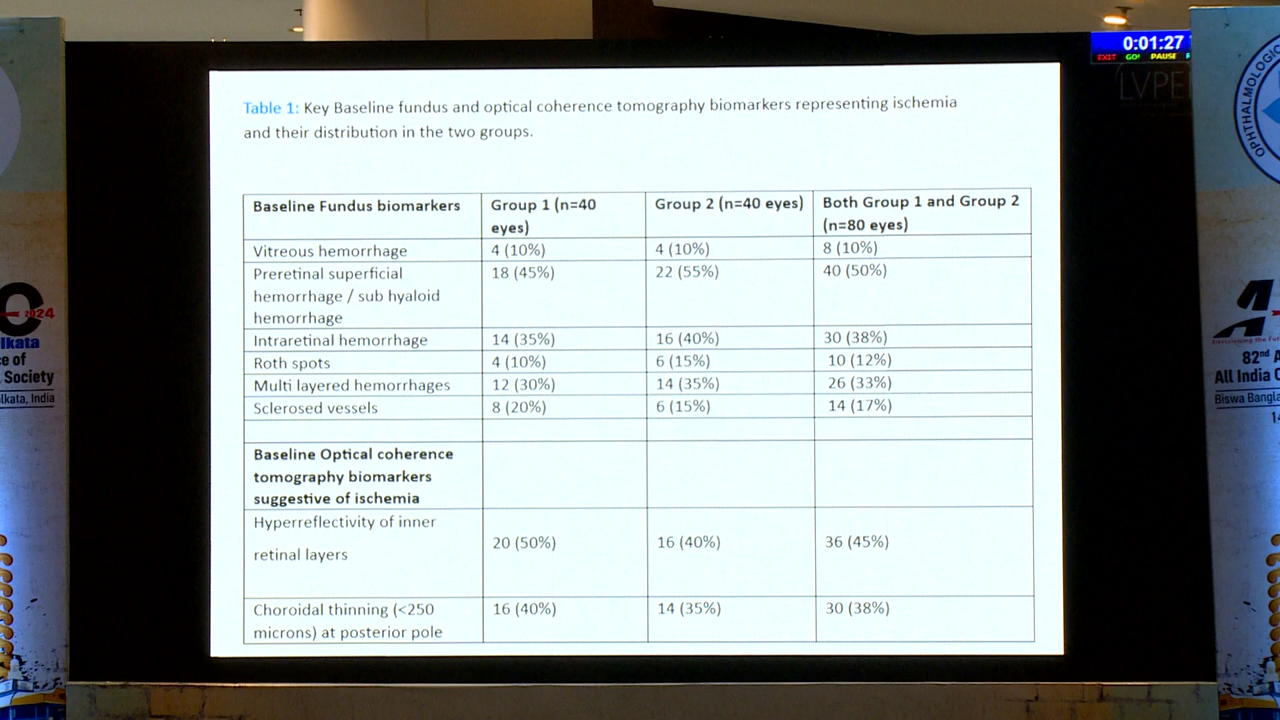 0:01:27
EXIT GO! PAUSE
LVPEI
Table 1: Key Baseline fundus and optical coherence tomography biomarkers representing ischemia
and their distribution in the two groups.
Baseline Fundus biomarkers
Group 1 (n=40
eyes)
Group 2 (n=40 eyes)
Both Group 1 and Group 2
(n=80 eyes)
Vitreous hemorrhage
4 (10%)
4 (10%)
8 (10%)
Preretinal superficial
hemorrhage / sub hyaloid
hemorrhage
18 (45%)
22 (55%)
40 (50%)
Intraretinal hemorrhage
14 (35%)
16 (40%)
30 (38%)
Roth spots
4 (10%)
6 (15%)
10 (12%)
Multi layered hemorrhages
12 (30%)
14 (35%)
26 (33%)
Sclerosed vessels
8 (20%)
6 (15%)
14 (17%)
Baseline Optical coherence
tomography biomarkers
suggestive of ischemia
Hyperreflectivity of inner
retinal layers
20 (50%)
16 (40%)
36 (45%)
Choroidal thinning (<250
microns) at posterior pole
16 (40%)
14 (35%)
30 (38%)
2024
lkata
ce of
Society
lkata, India
OPHTHALMOLOGIC
82nd A
All India O
Biswa Bangla